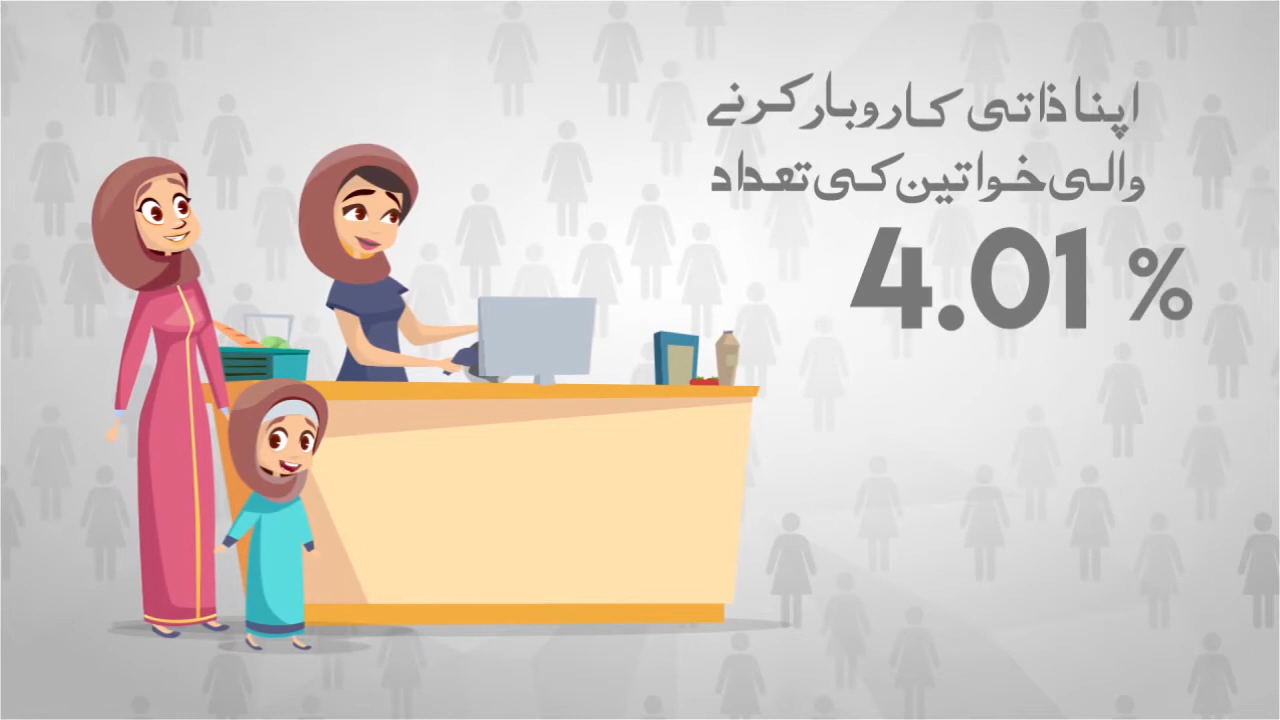 اپنا ذاتی کاروبار کرنے
والی خواتین کی تعداد
4.01 %